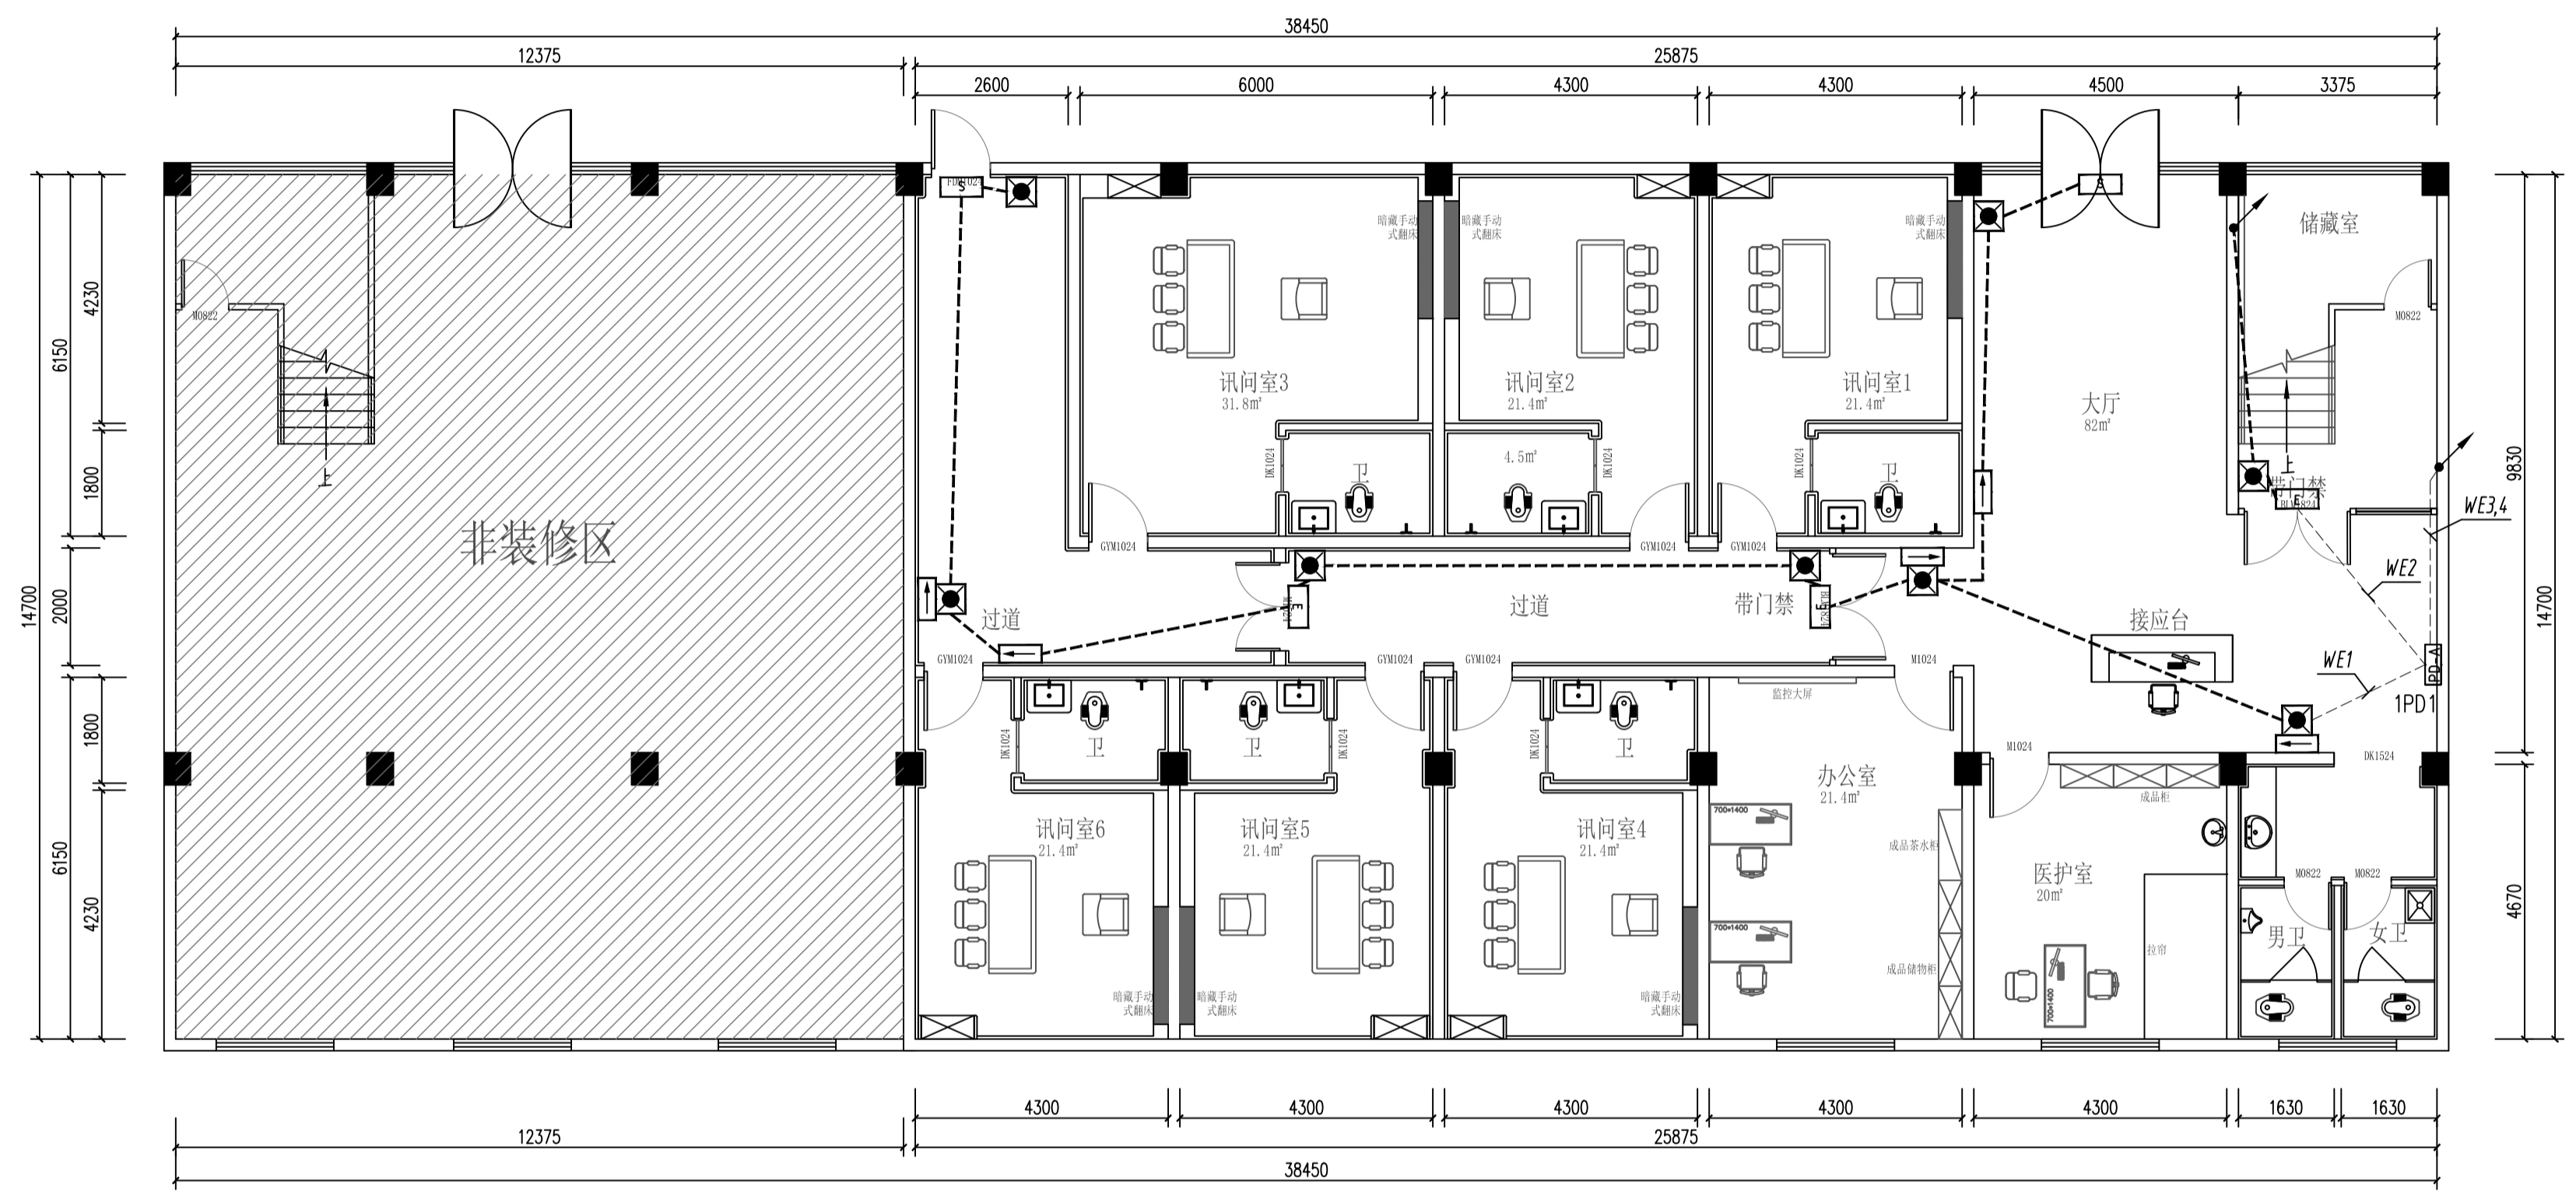 38450
12375
25875
2600
6000
4300
4300
4500
3375
14700
6150
2000
6150
4230
1800
1800
4230
9830
4670
14700
S
S
储藏室
M0822
M0822
暗藏手动
式翻床
暗藏手动
式翻床
暗藏手动
式翻床
讯问室3
31.8㎡
讯问室2
21.4㎡
讯问室1
21.4㎡
大厅
82㎡
上
上
DK1024
卫
4.5㎡
DK1024
DK1024
卫
带门禁
E
WE3,4
非装修区
GYM1024
GYM1024
GYM1024
WE2
过道
E
过道
带门禁
E
接应台
GYM1024
GYM1024
GYM1024
M1024
WE1
PD-A
1PD1
监控大屏
DK1024
卫
卫
DK1024
DK1024
卫
M1024
DK1524
办公室
21.4㎡
成品柜
700*1400
讯问室6
21.4㎡
讯问室5
21.4㎡
讯问室4
21.4㎡
成品茶水柜
医护室
20㎡
M0822
M0822
700*1400
男卫
女卫
拉帘
成品储物柜
700*1400
暗藏手动
式翻床
暗藏手动
式翻床
暗藏手动
式翻床
4300
4300
4300
4300
4300
1630
1630
12375
25875
38450